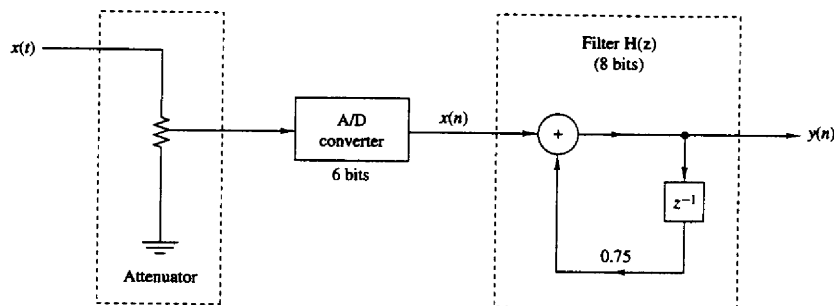 x(t)
Attenuator
A/D
converter
6 bits
x(n)
Filter H(z)
(8 bits)
+
y(n)
z⁻¹
0.75